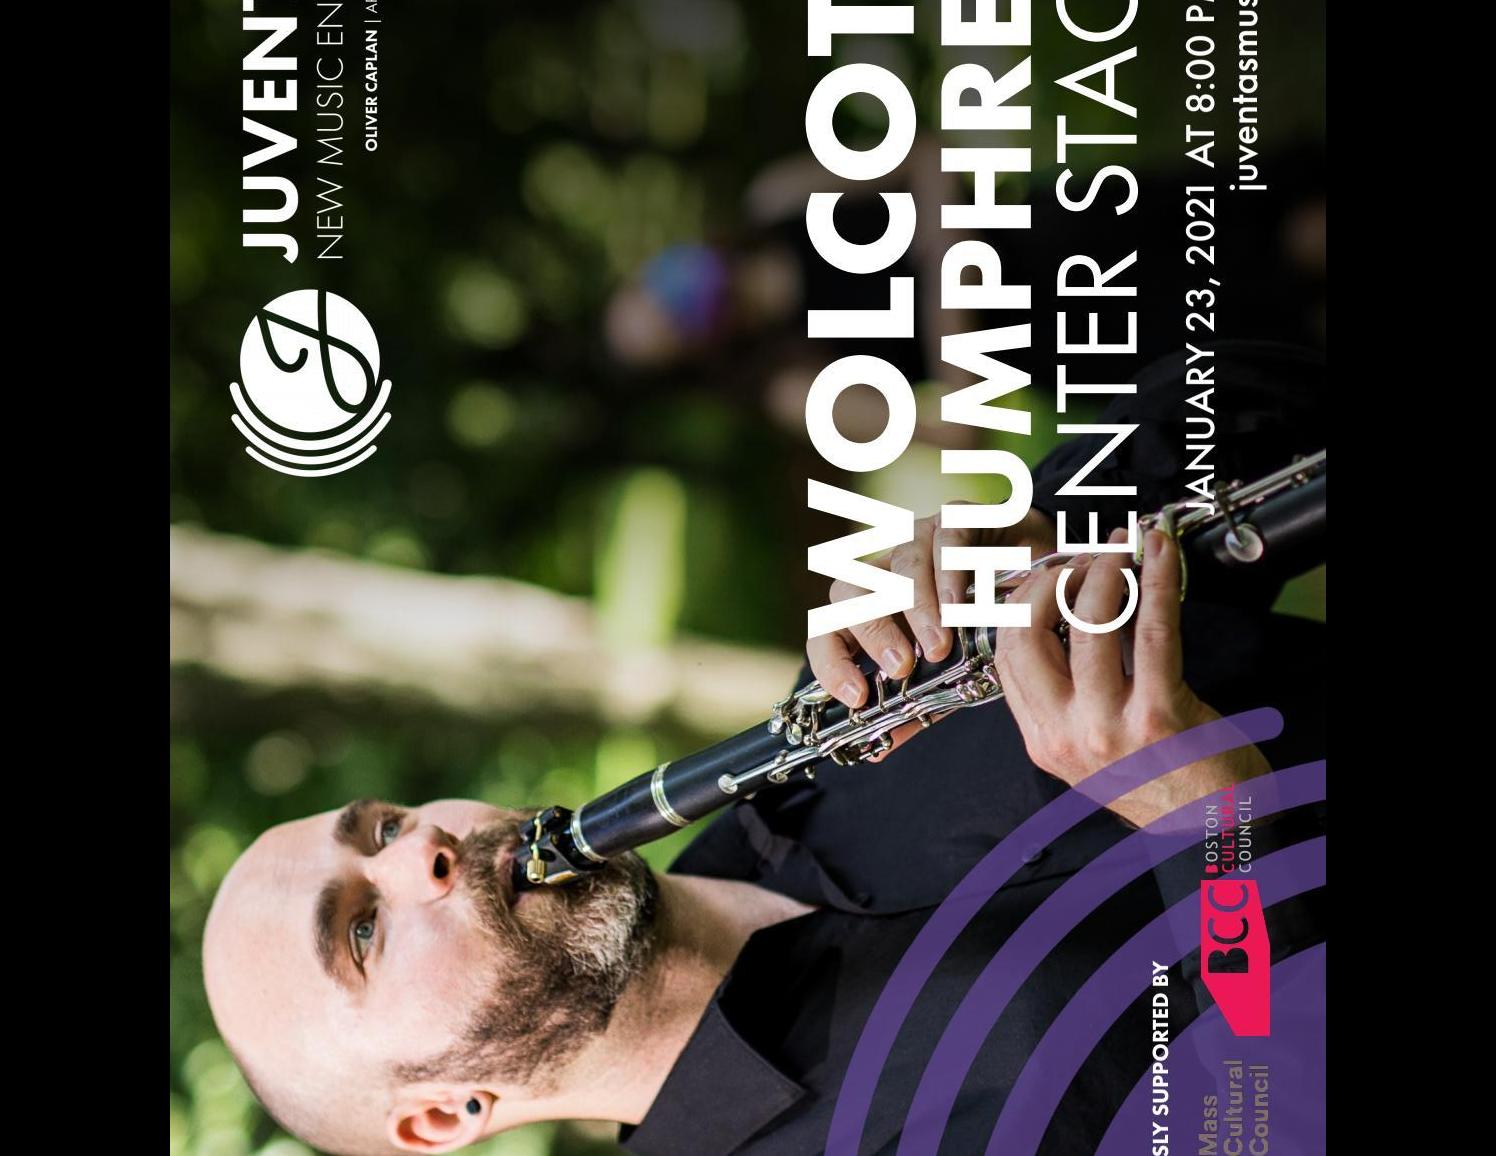 JUVENT
NEW MUSIC EN
OLIVER CAPLAN |
WOLCOT
HUMPHRE
CENTER STAG
JANUARY 23, 2021 AT 8:00 P
juventasmus
SLY SUPPORTED BY
Mass
Cultural
Council
BCC
BOSTON
CULTURAL
COUNCIL